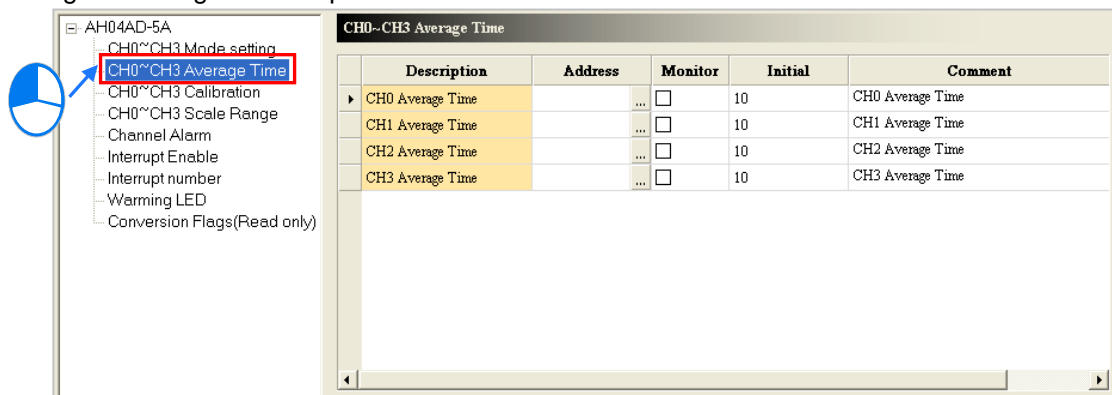 AH04AD-5A
CH0~CH3 Mode setting
CH0~CH3 Average Time
CH0~CH3 Calibration
CH0~CH3 Scale Range
Channel Alarm
Interrupt Enable
Interrupt number
Warming LED
Conversion Flags(Read only)
CH0~CH3 Average Time
Description Address Monitor Initial Comment
CH0 Average Time ... 10 CH0 Average Time
CH1 Average Time ... 10 CH1 Average Time
CH2 Average Time ... 10 CH2 Average Time
CH3 Average Time ... 10 CH3 Average Time